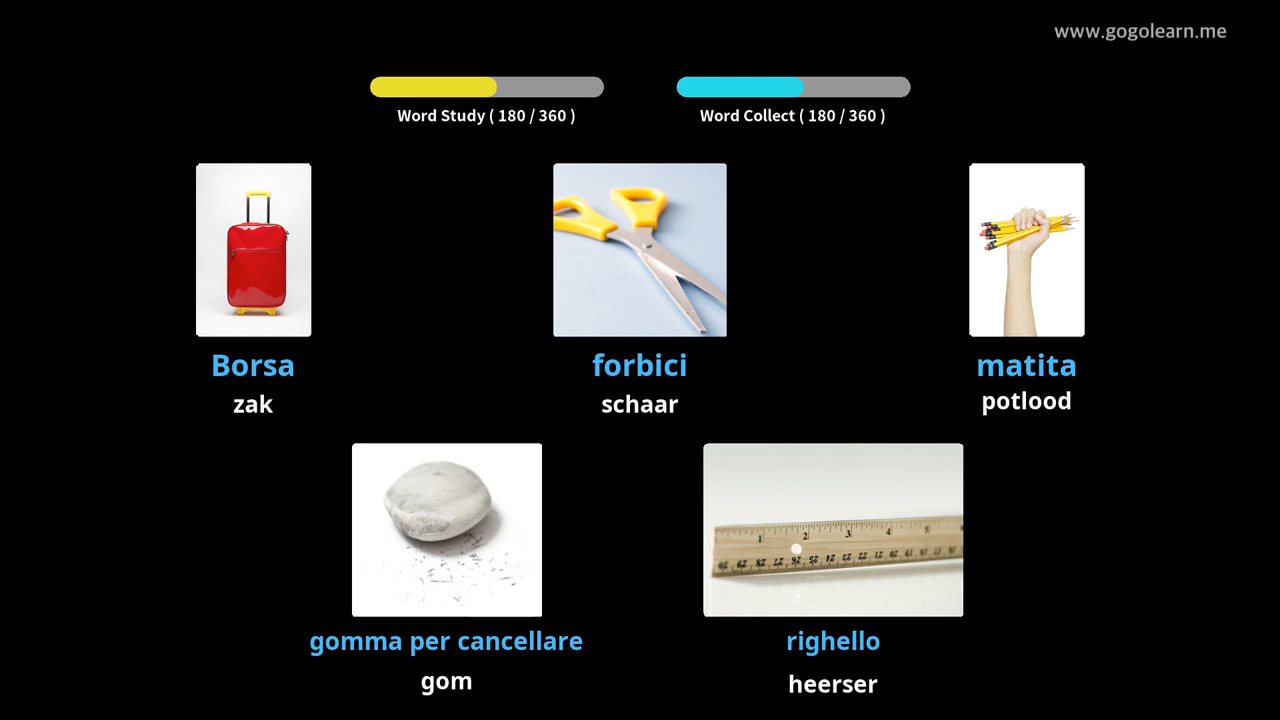 www.gogolearn.me
Word Study ( 180 / 360 )
Word Collect ( 180 / 360 )
Borsa
zak
forbici
schaar
matita
potlood
gomma per cancellare
gom
righello
heerser